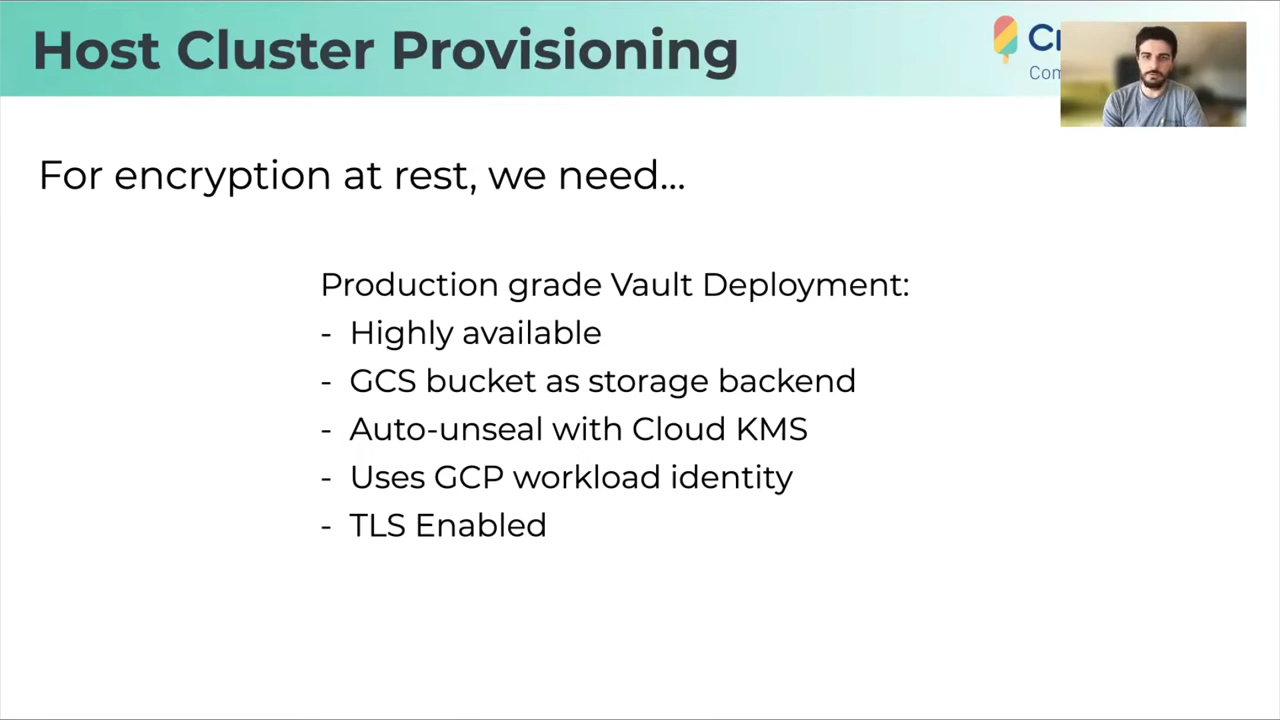 Host Cluster Provisioning
For encryption at rest, we need...
Production grade Vault Deployment:
- Highly available
- GCS bucket as storage backend
- Auto-unseal with Cloud KMS
- Uses GCP workload identity
- TLS Enabled